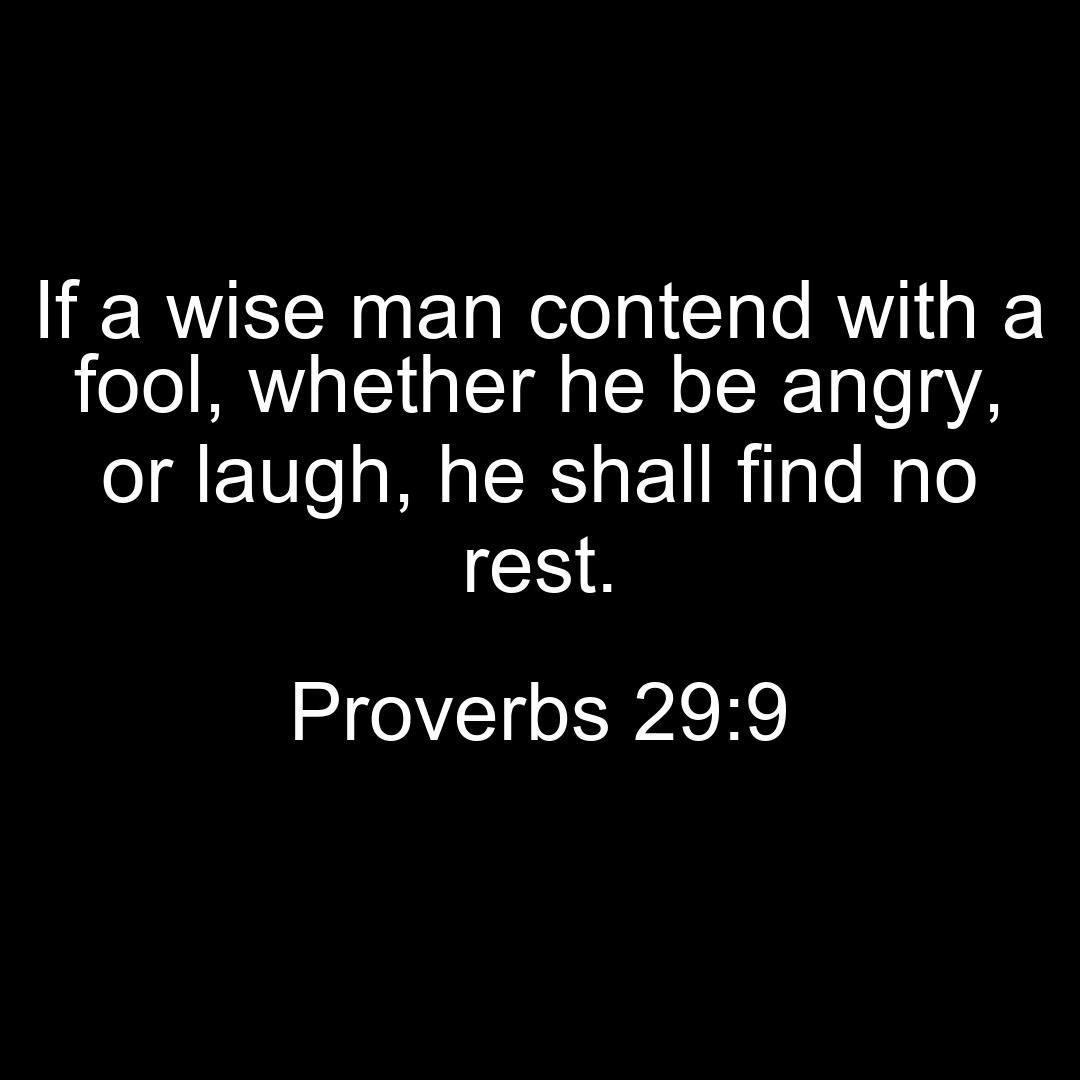 If a wise man contend with a
fool, whether he be angry,
or laugh, he shall find no
rest.
Proverbs 29:9